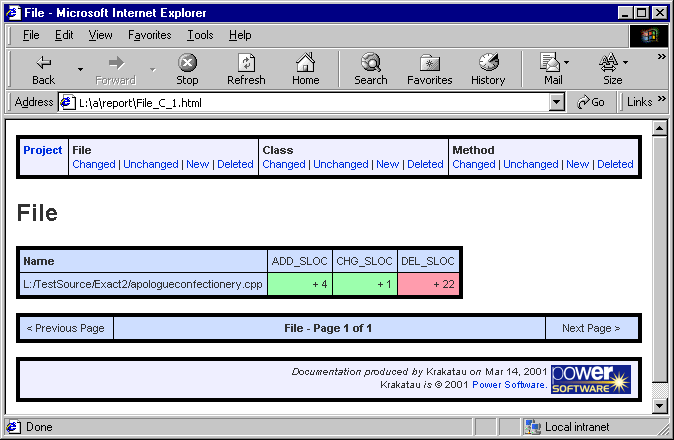 File - Microsoft Internet Explorer
File Edit View Favorites Tools Help
Back Forward Stop Refresh Home Search Favorites History Mail Size »
Address L:\a\report\File_C_1.html Go Links »
Project File Class Method
Changed | Unchanged | New | Deleted Changed | Unchanged | New | Deleted Changed | Unchanged | New | Deleted
File
Name ADD_SLOC CHG_SLOC DEL_SLOC
L:/TestSource/Exact2/apologueconfectionery.cpp + 4 + 1 + 22
< Previous Page File - Page 1 of 1 Next Page >
Documentation produced by Krakatau on Mar 14, 2001
Krakatau is © 2001 Power Software.
power
SOFTWARE
Done Local intranet